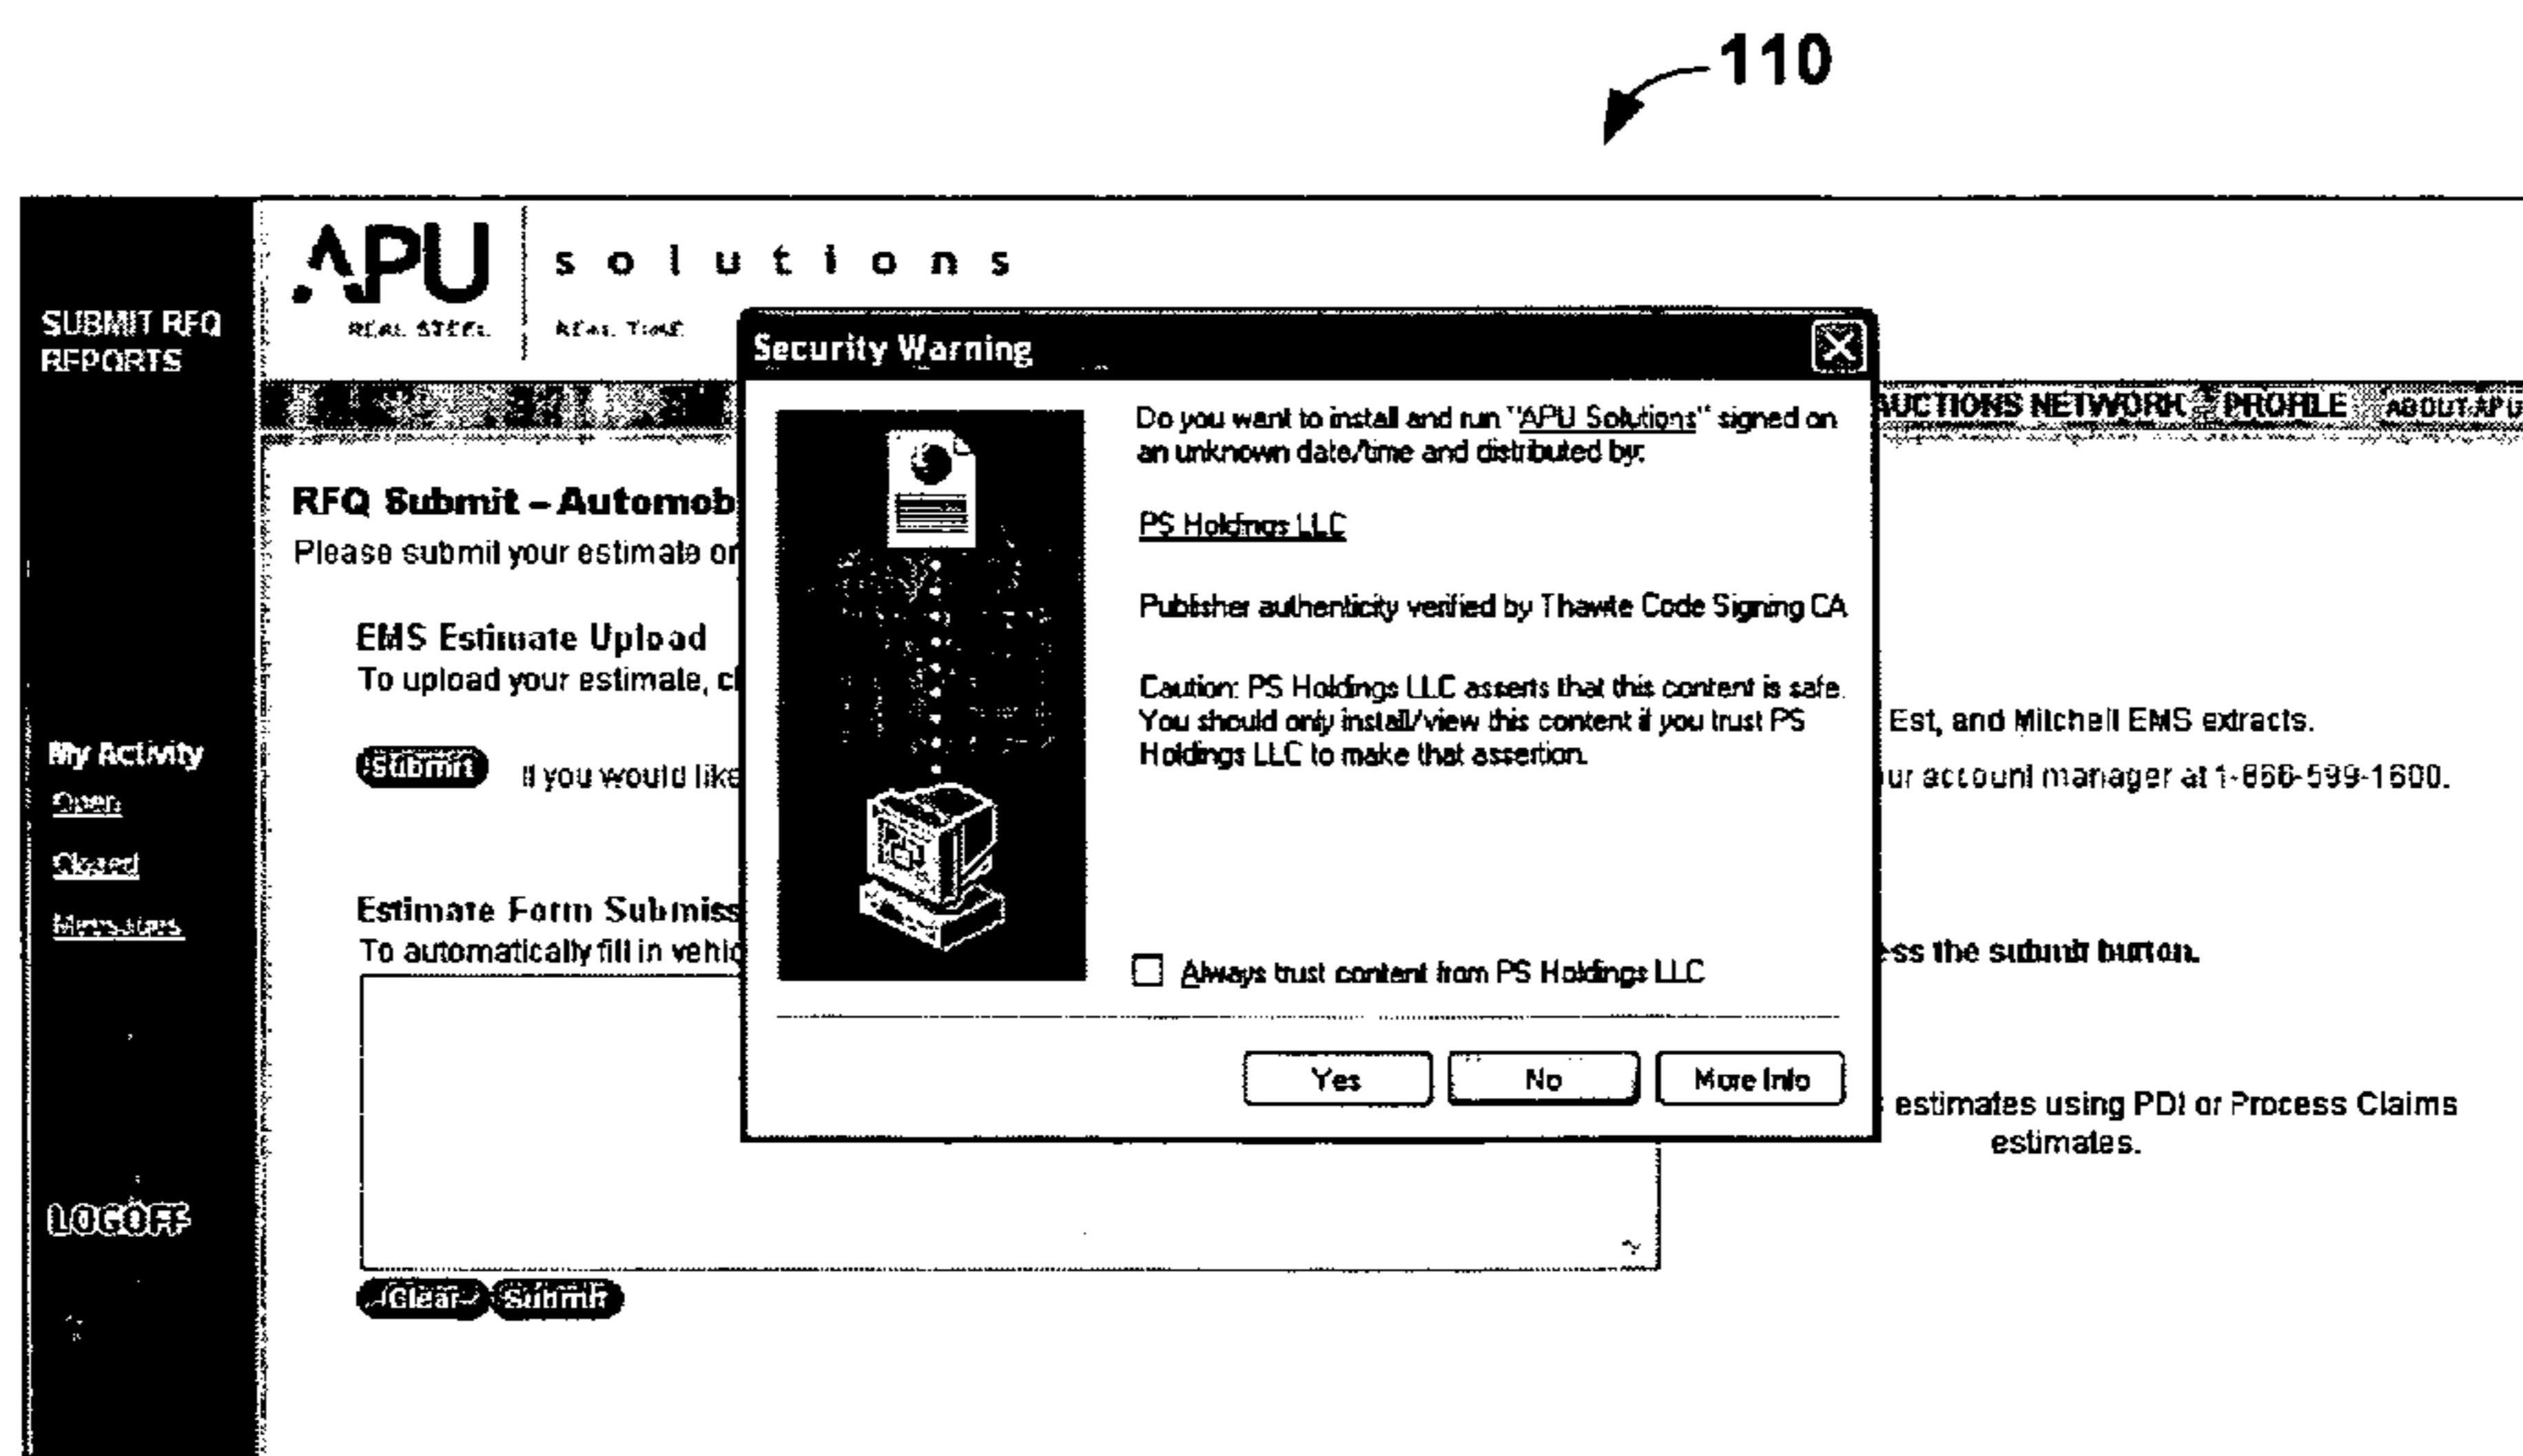 110
APU solutions
REAL STEEL REAL TIME
SUBMIT RFQ
REPORTS
AUCTIONS NETWORK PROFILE ABOUT APU
Security Warning
Do you want to install and run "APU Solutions" signed on
an unknown date/time and distributed by:
PS Holdings LLC
Publisher authenticity verified by Thawte Code Signing CA
Caution: PS Holdings LLC asserts that this content is safe.
You should only install/view this content if you trust PS
Holdings LLC to make that assertion.
Always trust content from PS Holdings LLC
Yes No More Info
RFQ Submit – Automob
Please submit your estimate or
EMS Estimate Upload
To upload your estimate, cl
Est, and Mitchell EMS extracts.
Submit If you would like
ur account manager at 1-866-599-1600.
My Activity
Open
Closed
Messages
Estimate Form Submiss
To automatically fill in vehic
ess the submit button.
estimates using PDI or Process Claims
estimates.
LOGOFF
Clear Submit